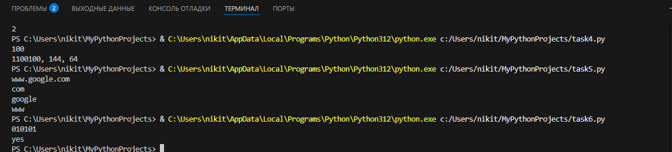 ПРОБЛЕМЫ 2 ВЫХОДНЫЕ ДАННЫЕ КОНСОЛЬ ОТЛАДКИ ТЕРМИНАЛ ПОРТЫ
2
PS C:\Users\nikit\MyPythonProjects> & C:\Users\nikit\AppData\Local\Programs\Python\Python312\python.exe c:/Users/nikit/MyPythonProjects/task4.py
100
1100100, 144, 64
PS C:\Users\nikit\MyPythonProjects> & C:\Users\nikit\AppData\Local\Programs\Python\Python312\python.exe c:/Users/nikit/MyPythonProjects/task5.py
www.google.com
com
google
www
PS C:\Users\nikit\MyPythonProjects> & C:\Users\nikit\AppData\Local\Programs\Python\Python312\python.exe c:/Users/nikit/MyPythonProjects/task6.py
010101
yes
PS C:\Users\nikit\MyPythonProjects>